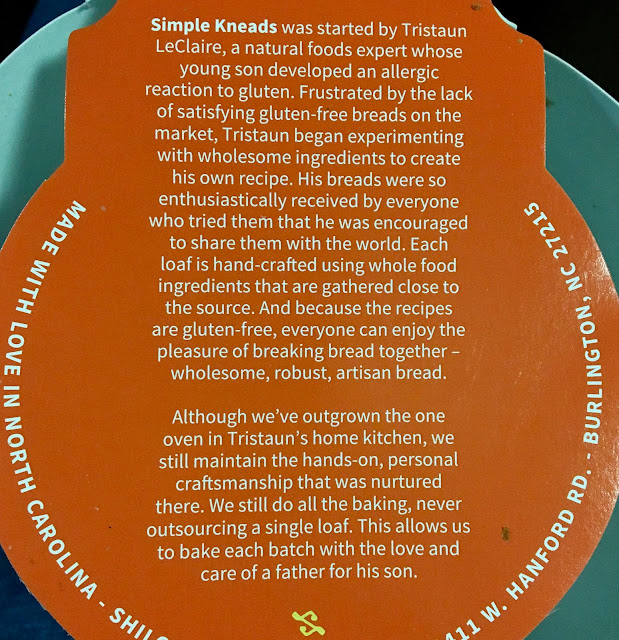 Simple Kneads was started by Tristaun
LeClaire, a natural foods expert whose
young son developed an allergic
reaction to gluten. Frustrated by the lack
of satisfying gluten-free breads on the
market, Tristaun began experimenting
with wholesome ingredients to create
his own recipe. His breads were so
enthusiastically received by everyone
who tried them that he was encouraged
to share them with the world. Each
loaf is hand-crafted using whole food
ingredients that are gathered close to
the source. And because the recipes
are gluten-free, everyone can enjoy the
pleasure of breaking bread together –
wholesome, robust, artisan bread.
Although we’ve outgrown the one
oven in Tristaun’s home kitchen, we
still maintain the hands-on, personal
craftsmanship that was nurtured
there. We still do all the baking, never
outsourcing a single loaf. This allows us
to bake each batch with the love and
care of a father for his son.
MADE WITH LOVE IN NORTH CAROLINA -
411 W. HANFORD RD. - BURLINGTON, NC 27215